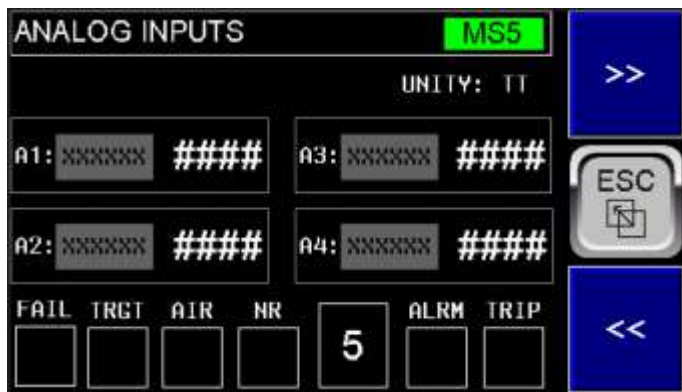 ANALOG INPUTS MS5
>>
UNITY: TT
A1: XXXXXX #### A3: XXXXXX ####
ESC
A2: XXXXXX #### A4: XXXXXX ####
FAIL TRGT AIR NR 5 ALRM TRIP
<<